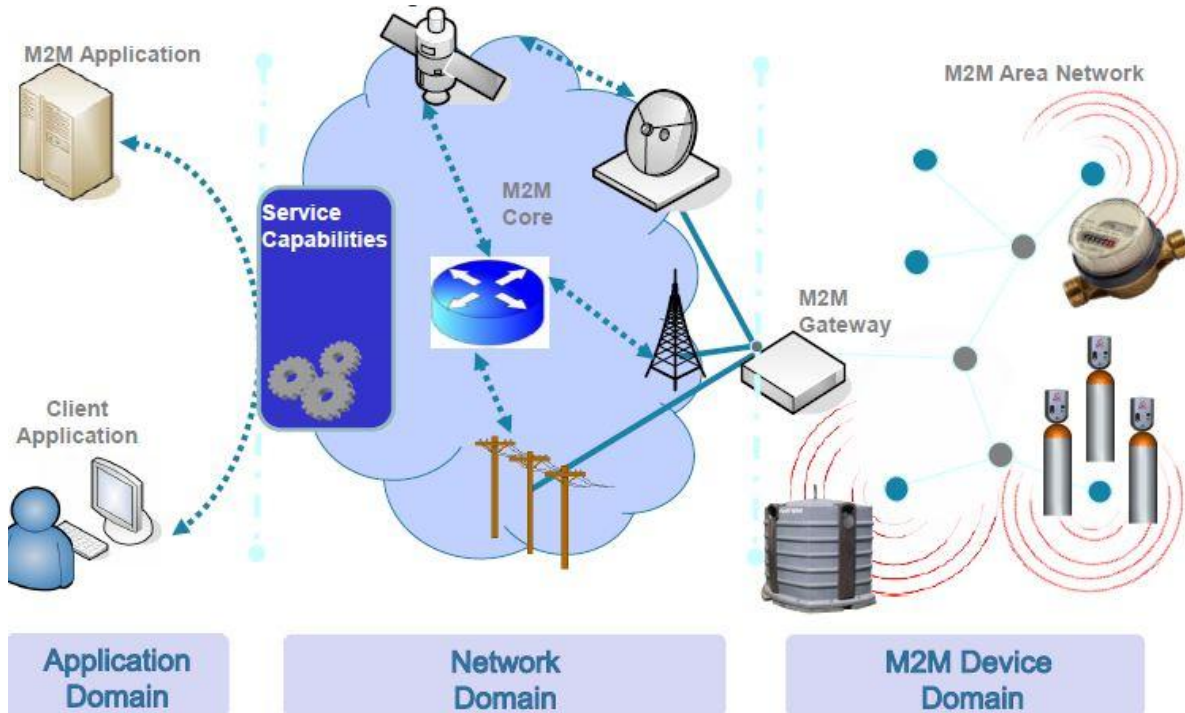 M2M Application
M2M Area Network
M2M
Core
Service
Capabilities
M2M
Gateway
Client
Application
Application
Domain
Network
Domain
M2M Device
Domain